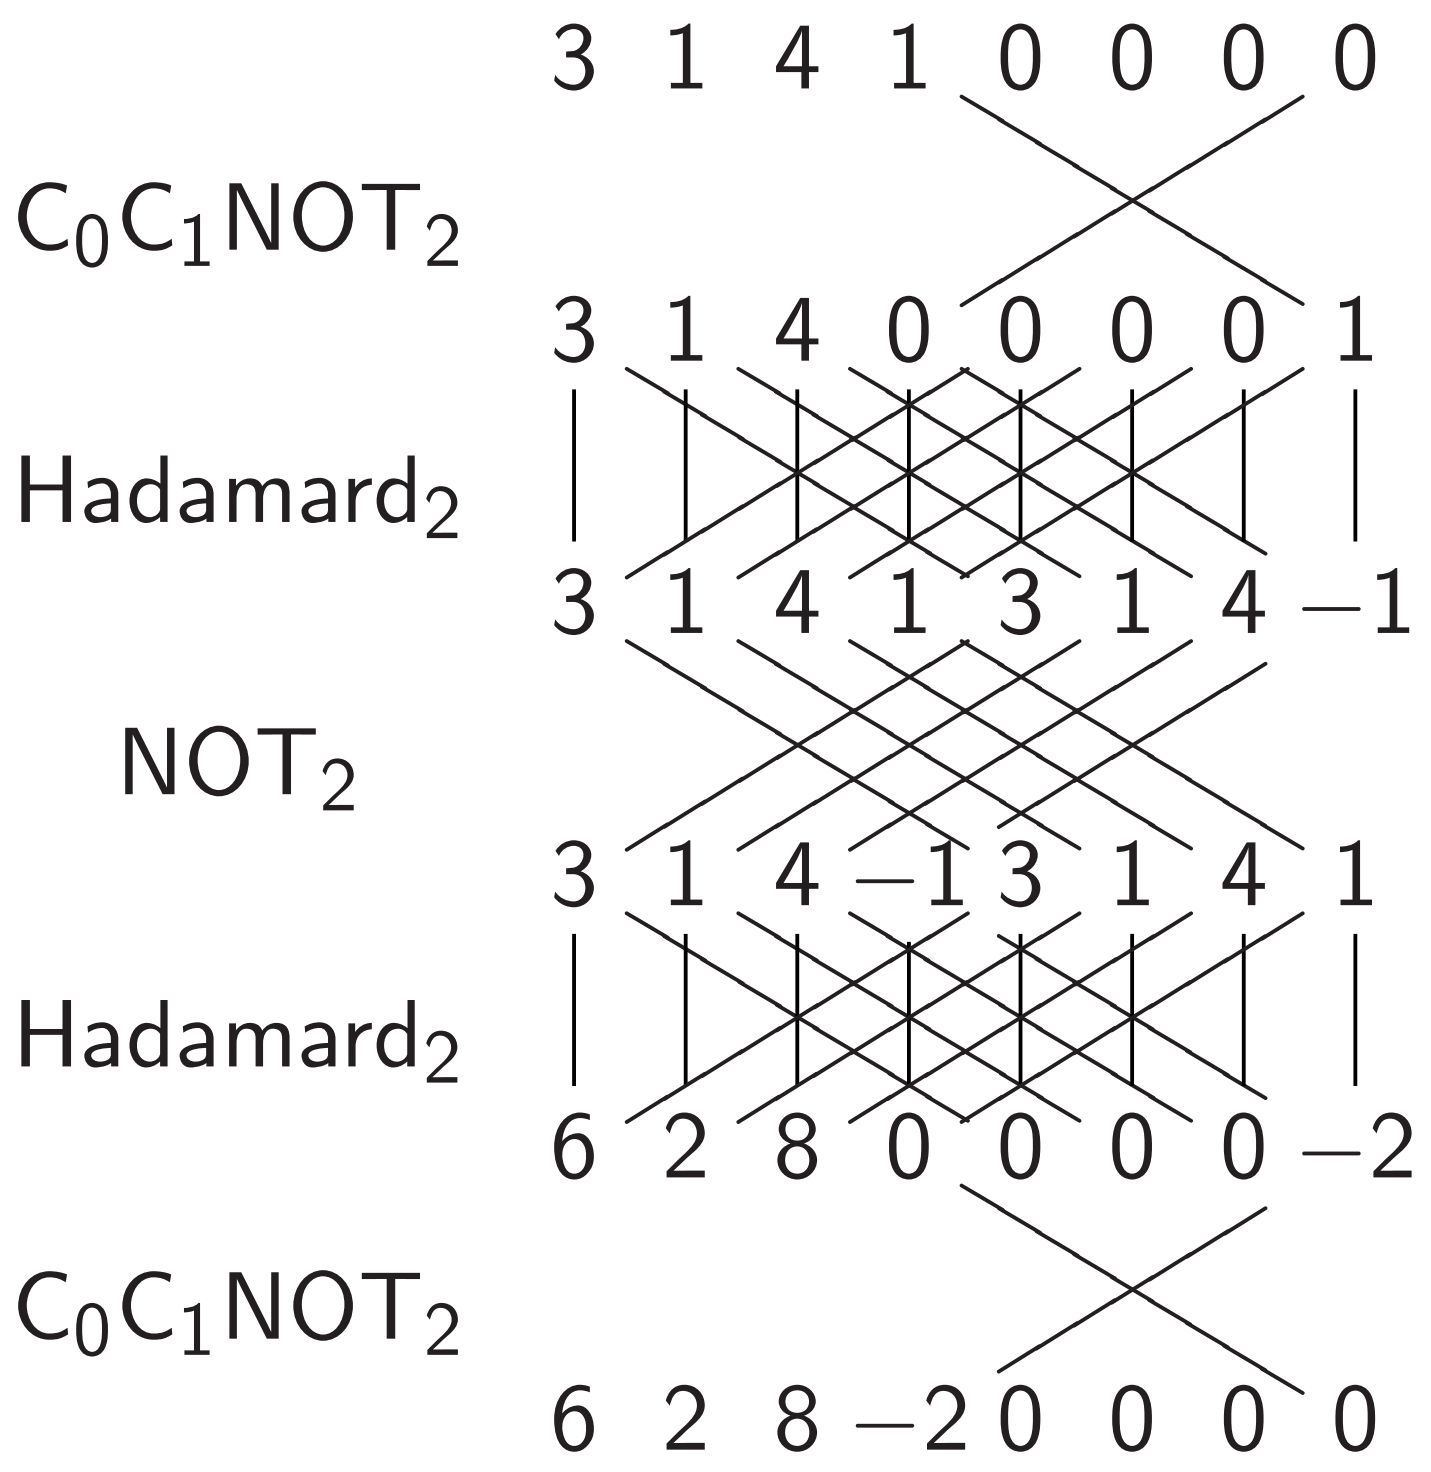 3 1 4 1 0 0 0 0
C₀C₁NOT₂
3 1 4 0 0 0 0 1
Hadamard₂
3 1 4 1 3 1 4 −1
NOT₂
3 1 4 −1 3 1 4 1
Hadamard₂
6 2 8 0 0 0 0 −2
C₀C₁NOT₂
6 2 8 −2 0 0 0 0